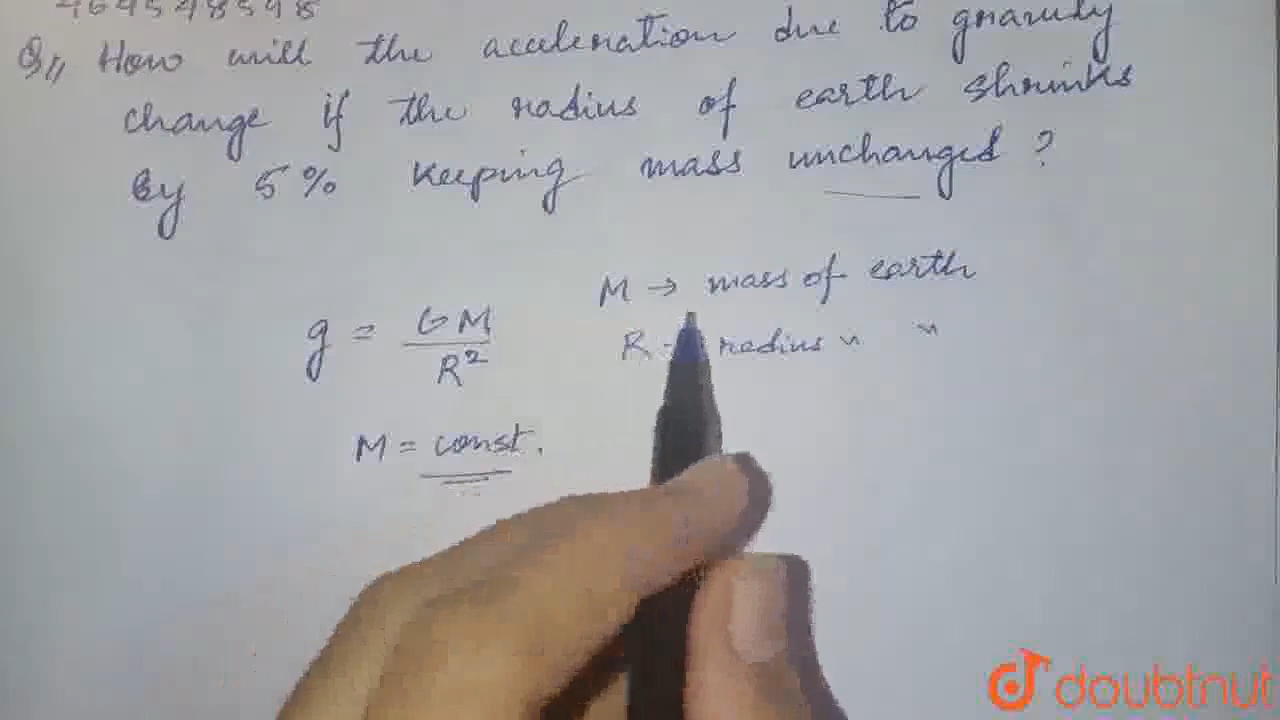 Q,, How will the acceleration due to gravity
change if the radius of earth shrinks
by 5% keeping mass unchanged?
M → mass of earth
g = GM / R²
R → radius " "
M = const.
doubtnut